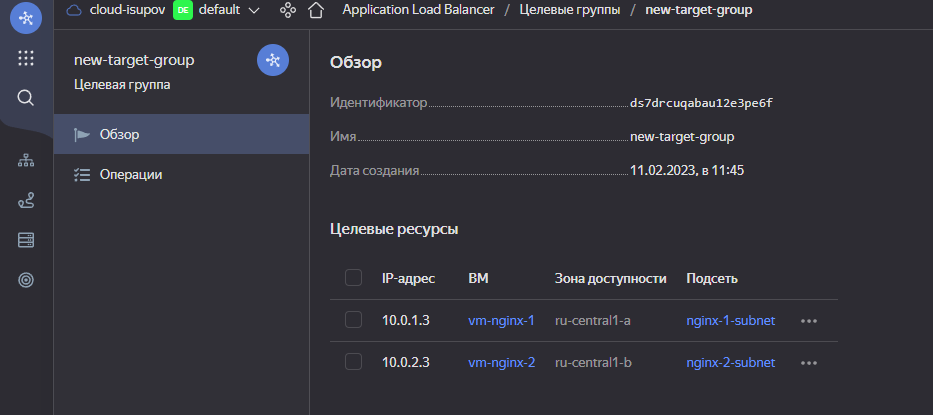 cloud-isupov DE default Application Load Balancer / Целевые группы / new-target-group
new-target-group
Целевая группа
Обзор
Операции
Обзор
Идентификатор ds7drcuqabau12e3pe6f
Имя new-target-group
Дата создания 11.02.2023, в 11:45
Целевые ресурсы
IP-адрес ВМ Зона доступности Подсеть
10.0.1.3 vm-nginx-1 ru-central1-a nginx-1-subnet
10.0.2.3 vm-nginx-2 ru-central1-b nginx-2-subnet